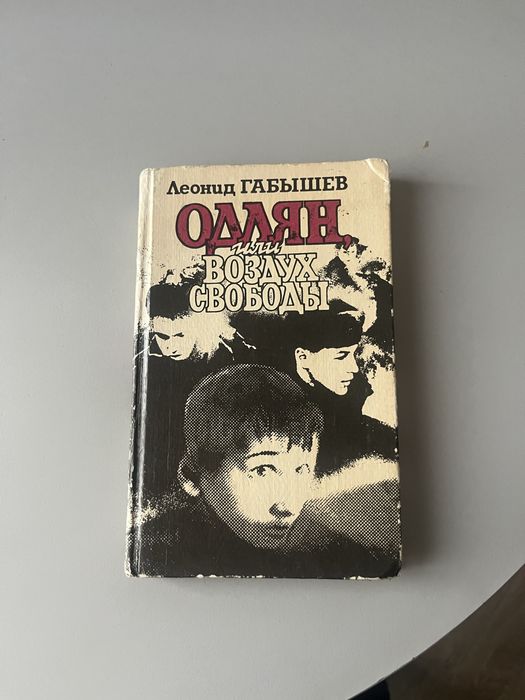 Леонид ГАБЫШЕВ
ОДЛЯН,
или
ВОЗДУХ
СВОБОДЫ